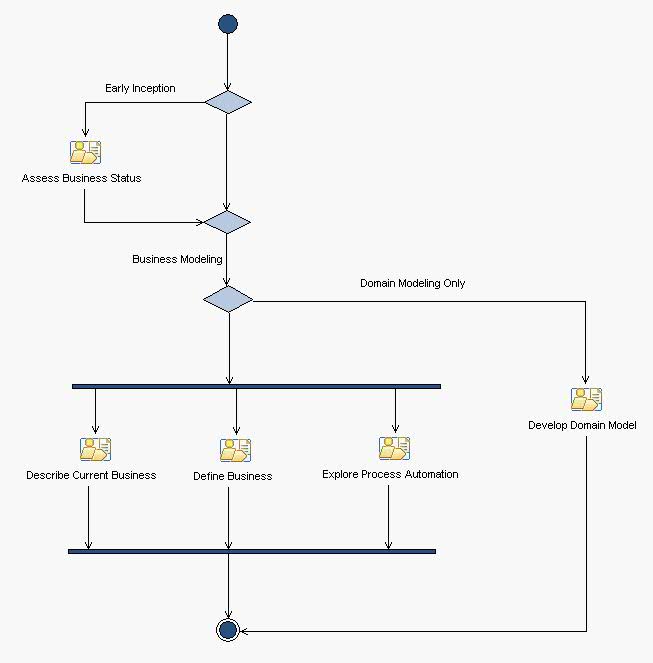 Early Inception
Assess Business Status
Business Modeling
Domain Modeling Only
Develop Domain Model
Describe Current Business
Define Business
Explore Process Automation